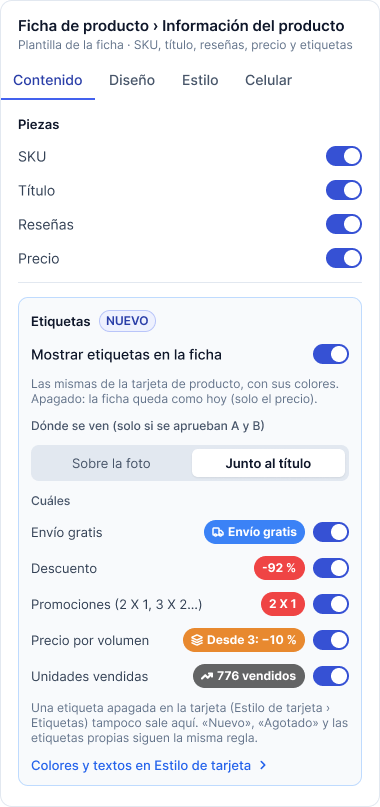 Ficha de producto › Información del producto
Plantilla de la ficha · SKU, título, reseñas, precio y etiquetas
Contenido Diseño Estilo Celular
Piezas
SKU
Título
Reseñas
Precio
Etiquetas NUEVO
Mostrar etiquetas en la ficha
Las mismas de la tarjeta de producto, con sus colores.
Apagado: la ficha queda como hoy (solo el precio).
Dónde se ven (solo si se aprueban A y B)
Sobre la foto Junto al título
Cuáles
Envío gratis Envío gratis
Descuento -92 %
Promociones (2 X 1, 3 X 2...) 2 X 1
Precio por volumen Desde 3: −10 %
Unidades vendidas 776 vendidos
Una etiqueta apagada en la tarjeta (Estilo de tarjeta ›
Etiquetas) tampoco sale aquí. «Nuevo», «Agotado» y las
etiquetas propias siguen la misma regla.
Colores y textos en Estilo de tarjeta ›